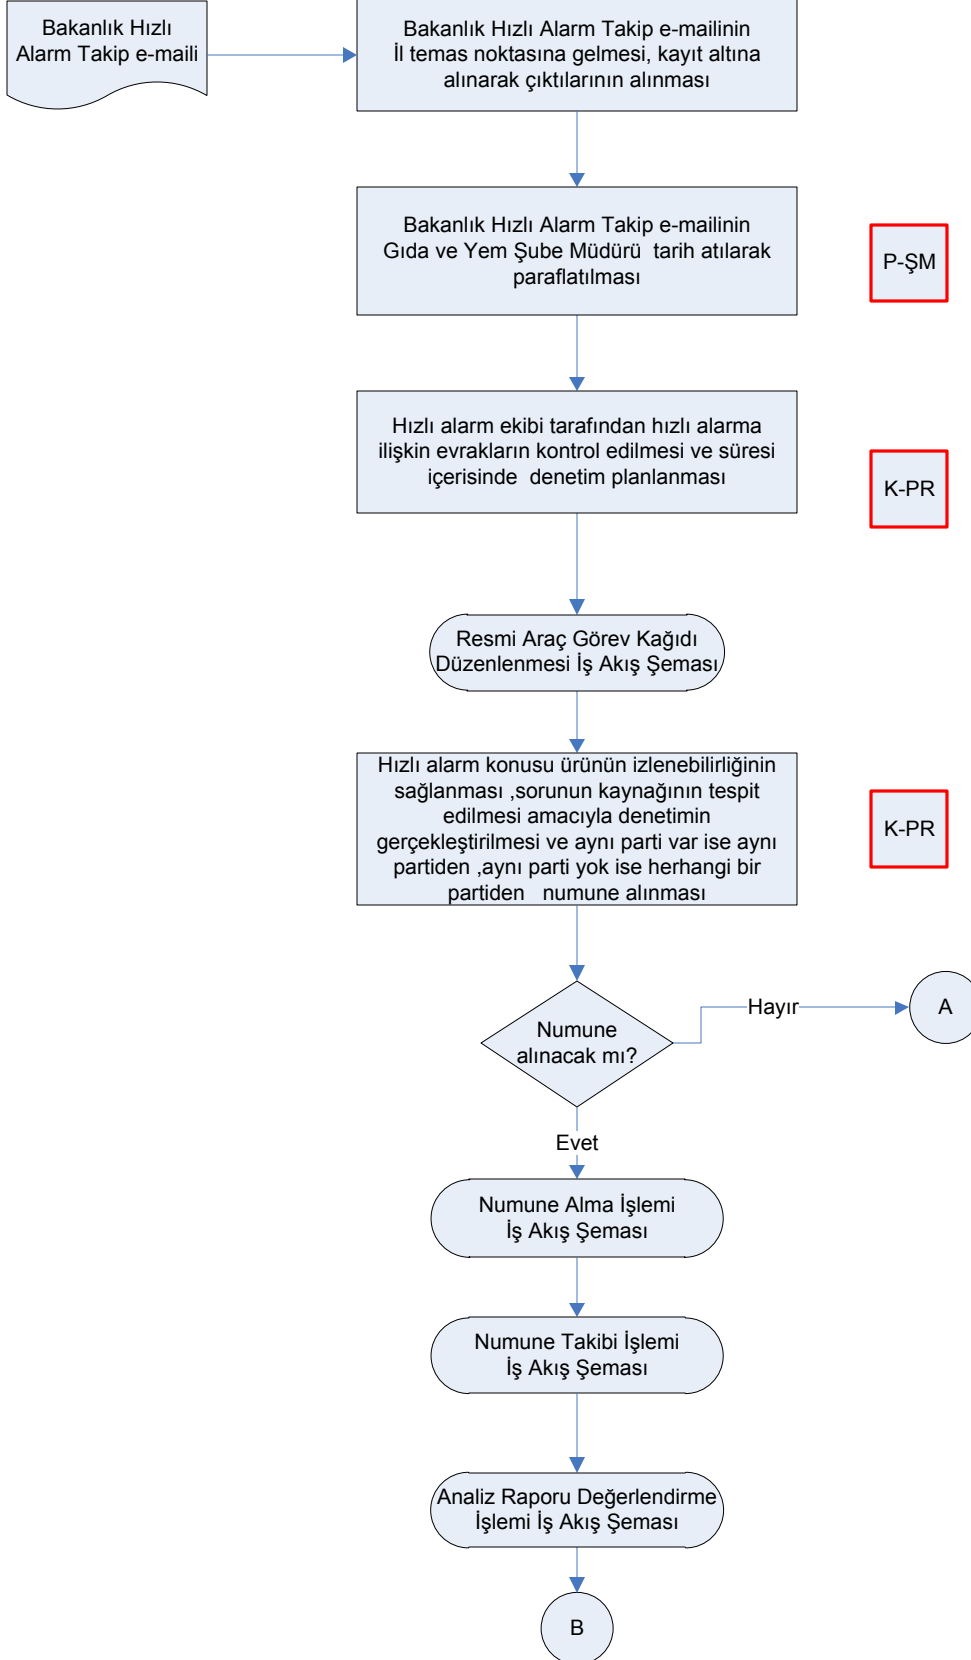 Bakanlık Hızlı
Alarm Takip e-maili
Bakanlık Hızlı Alarm Takip e-mailinin
İl temas noktasına gelmesi, kayıt altına
alınarak çıktılarının alınması
Bakanlık Hızlı Alarm Takip e-mailinin
Gıda ve Yem Şube Müdürü  tarih atılarak
paraflatılması
P-ŞM
Hızlı alarm ekibi tarafından hızlı alarma
ilişkin evrakların kontrol edilmesi ve süresi
içerisinde  denetim planlanması
K-PR
Resmi Araç Görev Kağıdı
Düzenlenmesi İş Akış Şeması
Hızlı alarm konusu ürünün izlenebilirliğinin
sağlanması ,sorunun kaynağının tespit
edilmesi amacıyla denetimin
gerçekleştirilmesi ve aynı parti var ise aynı
partiden ,aynı parti yok ise herhangi bir
partiden   numune alınması
K-PR
Numune
alınacak mı?
Hayır
A
Evet
Numune Alma İşlemi
İş Akış Şeması
Numune Takibi İşlemi
İş Akış Şeması
Analiz Raporu Değerlendirme
İşlemi İş Akış Şeması
B